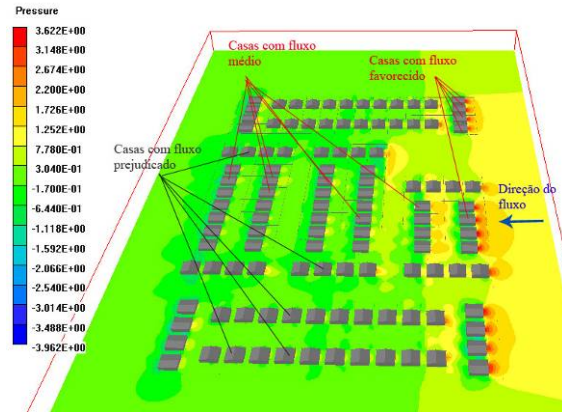 Pressure
3.622E+00
3.148E+00
2.674E+00
2.200E+00
1.726E+00
1.252E+00
7.780E-01
3.040E-01
-1.700E-01
-6.440E-01
-1.118E+00
-1.592E+00
-2.066E+00
-2.540E+00
-3.014E+00
-3.488E+00
-3.962E+00
Casas com fluxo
médio
Casas com fluxo
favorecido
Casas com fluxo
prejudicado
Direção do
fluxo